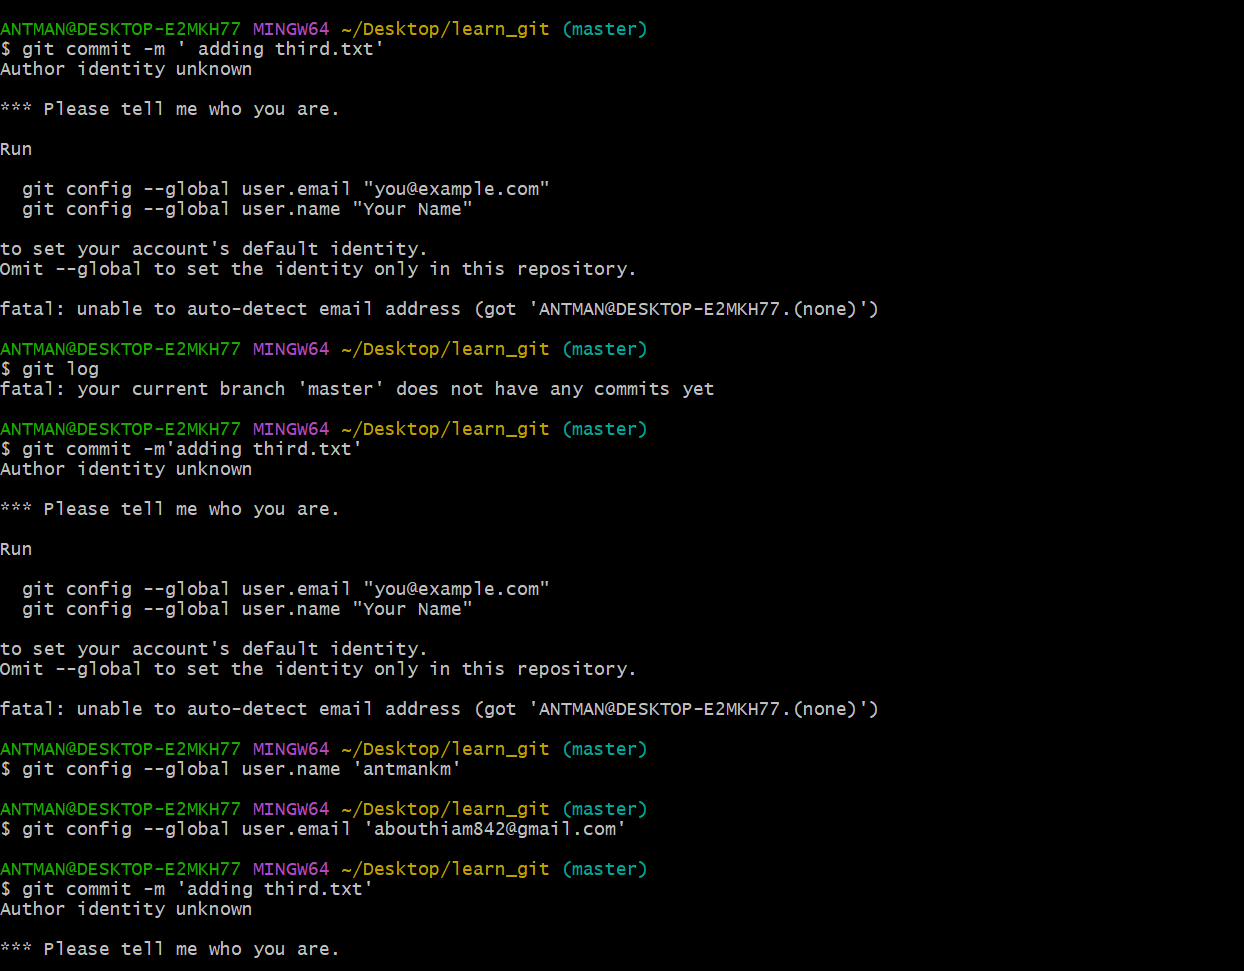 ANTMAN@DESKTOP-E2MKH77 MINGW64 ~/Desktop/learn_git (master)
$ git commit -m ' adding third.txt'
Author identity unknown
*** Please tell me who you are.
Run
  git config --global user.email "you@example.com"
  git config --global user.name "Your Name"
to set your account's default identity.
Omit --global to set the identity only in this repository.
fatal: unable to auto-detect email address (got 'ANTMAN@DESKTOP-E2MKH77.(none)')
ANTMAN@DESKTOP-E2MKH77 MINGW64 ~/Desktop/learn_git (master)
$ git log
fatal: your current branch 'master' does not have any commits yet
ANTMAN@DESKTOP-E2MKH77 MINGW64 ~/Desktop/learn_git (master)
$ git commit -m'adding third.txt'
Author identity unknown
*** Please tell me who you are.
Run
  git config --global user.email "you@example.com"
  git config --global user.name "Your Name"
to set your account's default identity.
Omit --global to set the identity only in this repository.
fatal: unable to auto-detect email address (got 'ANTMAN@DESKTOP-E2MKH77.(none)')
ANTMAN@DESKTOP-E2MKH77 MINGW64 ~/Desktop/learn_git (master)
$ git config --global user.name 'antmankm'
ANTMAN@DESKTOP-E2MKH77 MINGW64 ~/Desktop/learn_git (master)
$ git config --global user.email 'abouthiam842@gmail.com'
ANTMAN@DESKTOP-E2MKH77 MINGW64 ~/Desktop/learn_git (master)
$ git commit -m 'adding third.txt'
Author identity unknown
*** Please tell me who you are.